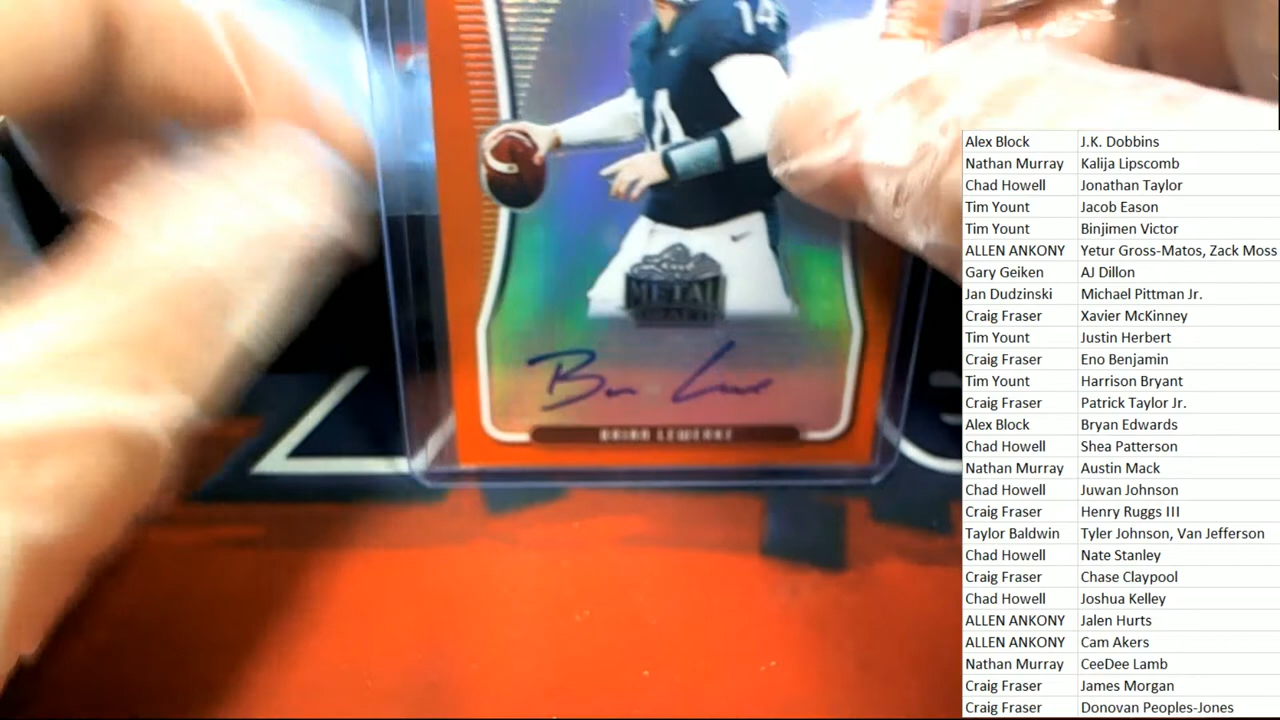 14
14
METAL
DRAFT
BRIAN LEWERKE
Alex Block J.K. Dobbins
Nathan Murray Kalija Lipscomb
Chad Howell Jonathan Taylor
Tim Yount Jacob Eason
Tim Yount Binjimen Victor
ALLEN ANKONY Yetur Gross-Matos, Zack Moss
Gary Geiken AJ Dillon
Jan Dudzinski Michael Pittman Jr.
Craig Fraser Xavier McKinney
Tim Yount Justin Herbert
Craig Fraser Eno Benjamin
Tim Yount Harrison Bryant
Craig Fraser Patrick Taylor Jr.
Alex Block Bryan Edwards
Chad Howell Shea Patterson
Nathan Murray Austin Mack
Chad Howell Juwan Johnson
Craig Fraser Henry Ruggs III
Taylor Baldwin Tyler Johnson, Van Jefferson
Chad Howell Nate Stanley
Craig Fraser Chase Claypool
Chad Howell Joshua Kelley
ALLEN ANKONY Jalen Hurts
ALLEN ANKONY Cam Akers
Nathan Murray CeeDee Lamb
Craig Fraser James Morgan
Craig Fraser Donovan Peoples-Jones